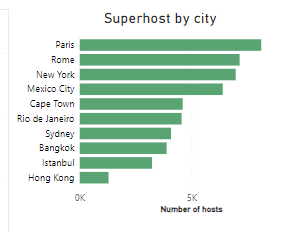 Superhost by city
Paris
Rome
New York
Mexico City
Cape Town
Rio de Janeiro
Sydney
Bangkok
Istanbul
Hong Kong
0K 5K
Number of hosts